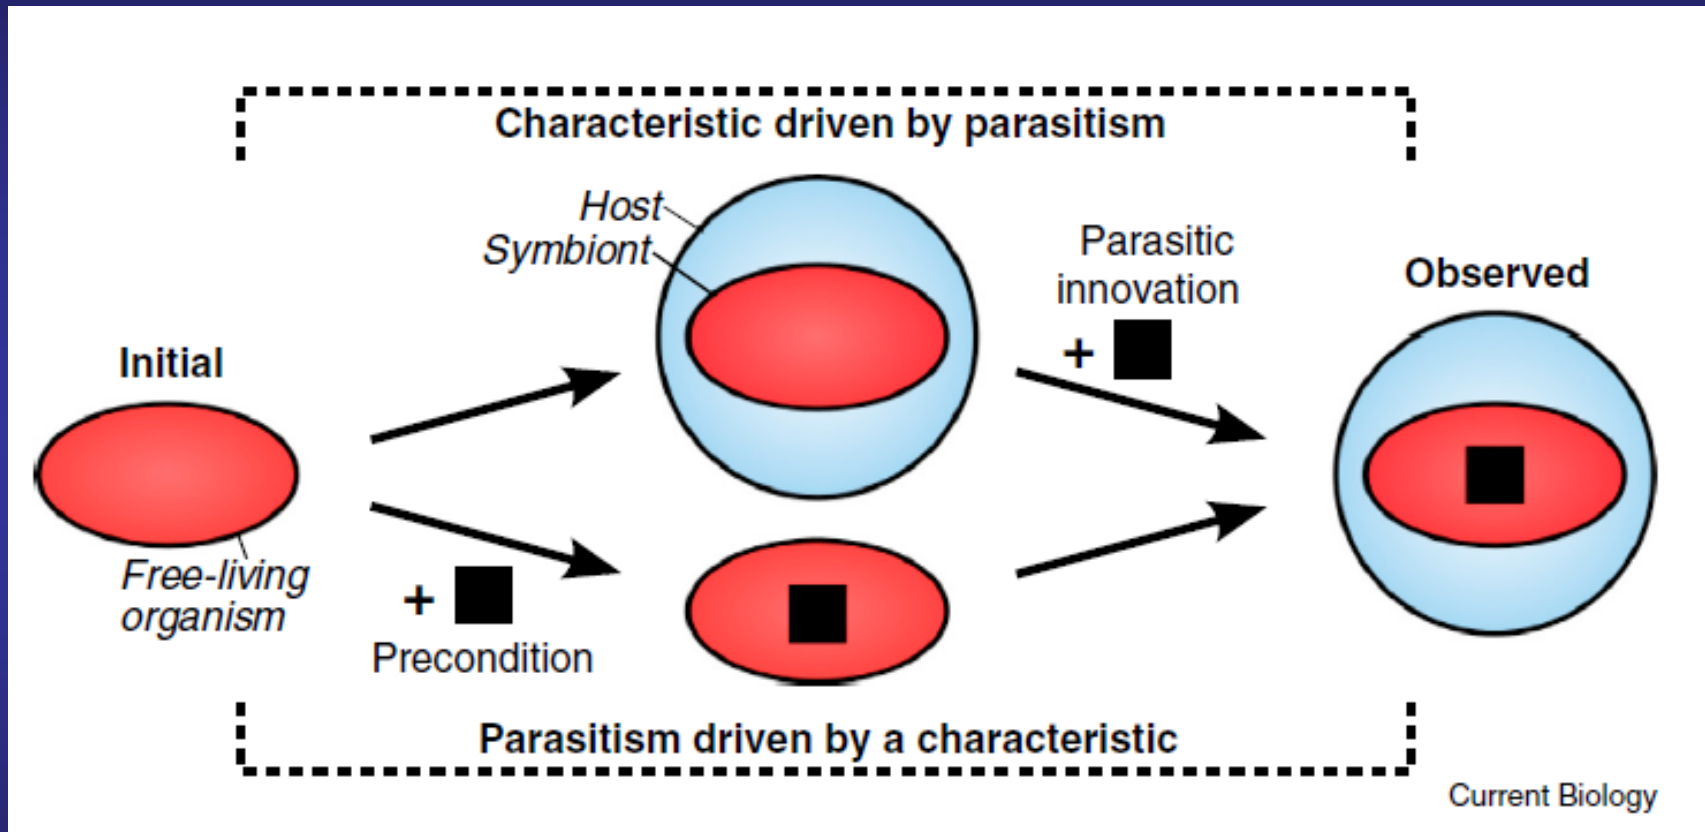 Characteristic driven by parasitism
Host
Symbiont
Parasitic
innovation
+
Observed
Initial
Free-living
organism
+
Precondition
Parasitism driven by a characteristic
Current Biology